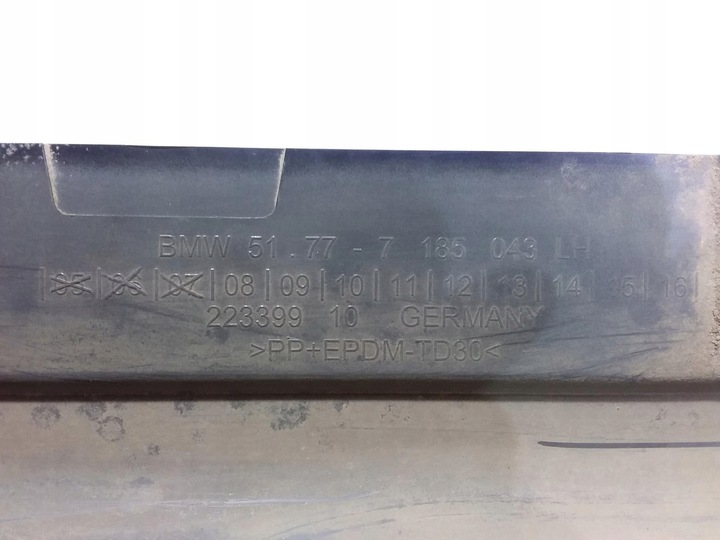 BMW 51.77-7 185 043 LH
|05|06|07|08|09|10|11|12|13|14|15|16|
223399 10 GERMANY
>PP+EPDM-TD30<